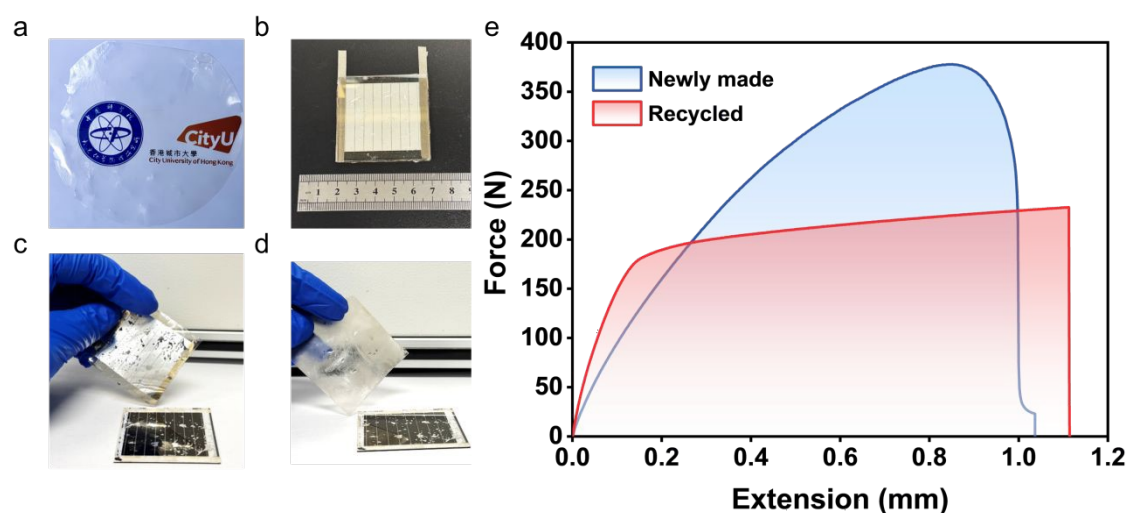 a
b
c
d
e
CityU
香港城市大學
City University of Hong Kong
1 2 3 4 5 6 7 8 9
Newly made
Recycled
Force (N)
400
350
300
250
200
150
100
50
0
0.0 0.2 0.4 0.6 0.8 1.0 1.2
Extension (mm)